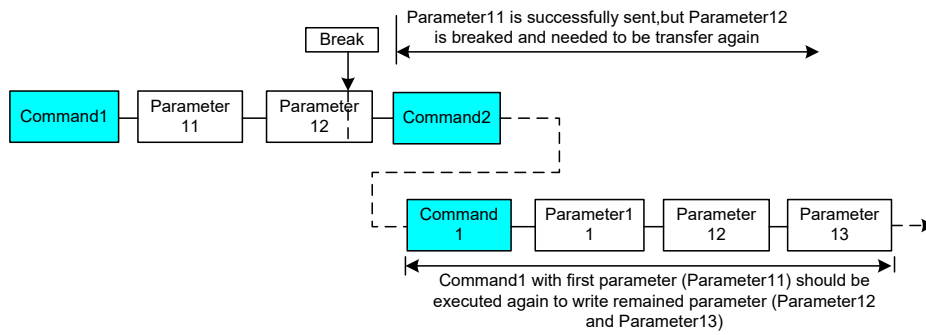 Parameter11 is successfully sent,but Parameter12
is breaked and needed to be transfer again
Break
Command1
Parameter
11
Parameter
12
Command2
Command
1
Parameter1
1
Parameter
12
Parameter
13
Command1 with first parameter (Parameter11) should be
executed again to write remained parameter (Parameter12
and Parameter13)